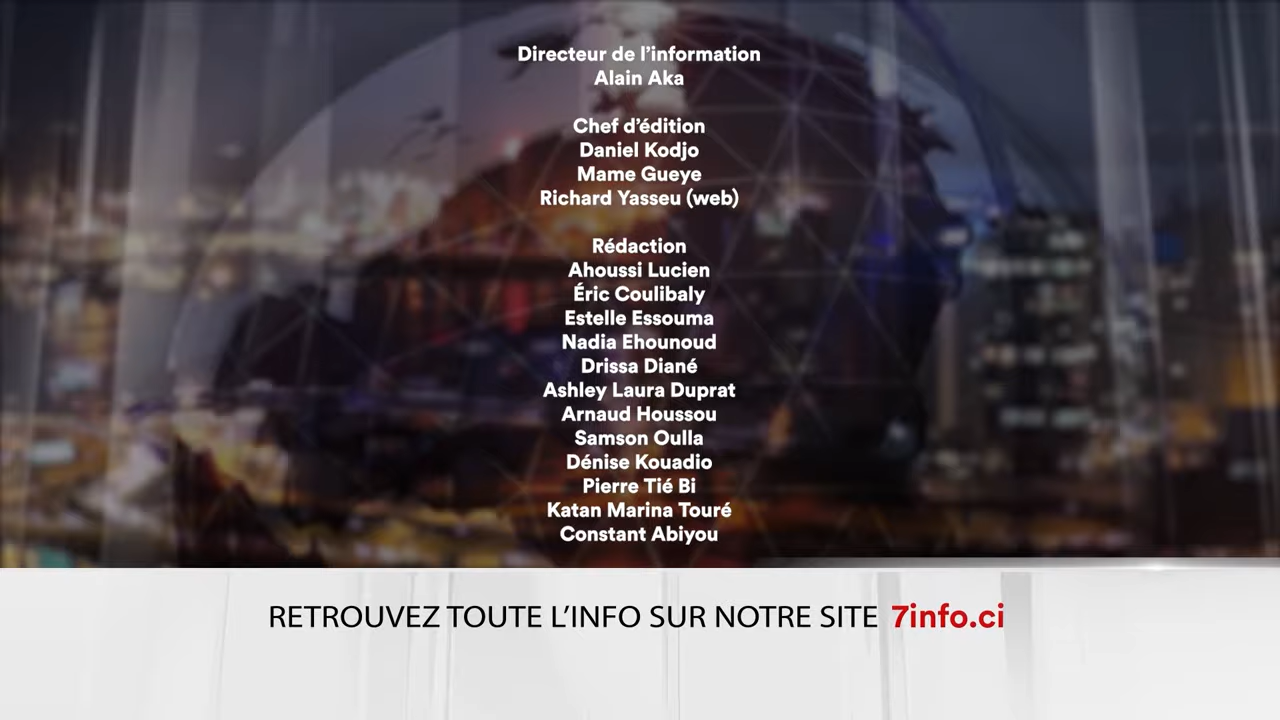 Directeur de l’information
Alain Aka
Chef d’édition
Daniel Kodjo
Mame Gueye
Richard Yasseu (web)
Rédaction
Ahoussi Lucien
Éric Coulibaly
Estelle Essouma
Nadia Ehounoud
Drissa Diané
Ashley Laura Duprat
Arnaud Houssou
Samson Oulla
Dénise Kouadio
Pierre Tié Bi
Katan Marina Touré
Constant Abiyou
RETROUVEZ TOUTE L’INFO SUR NOTRE SITE 7info.ci